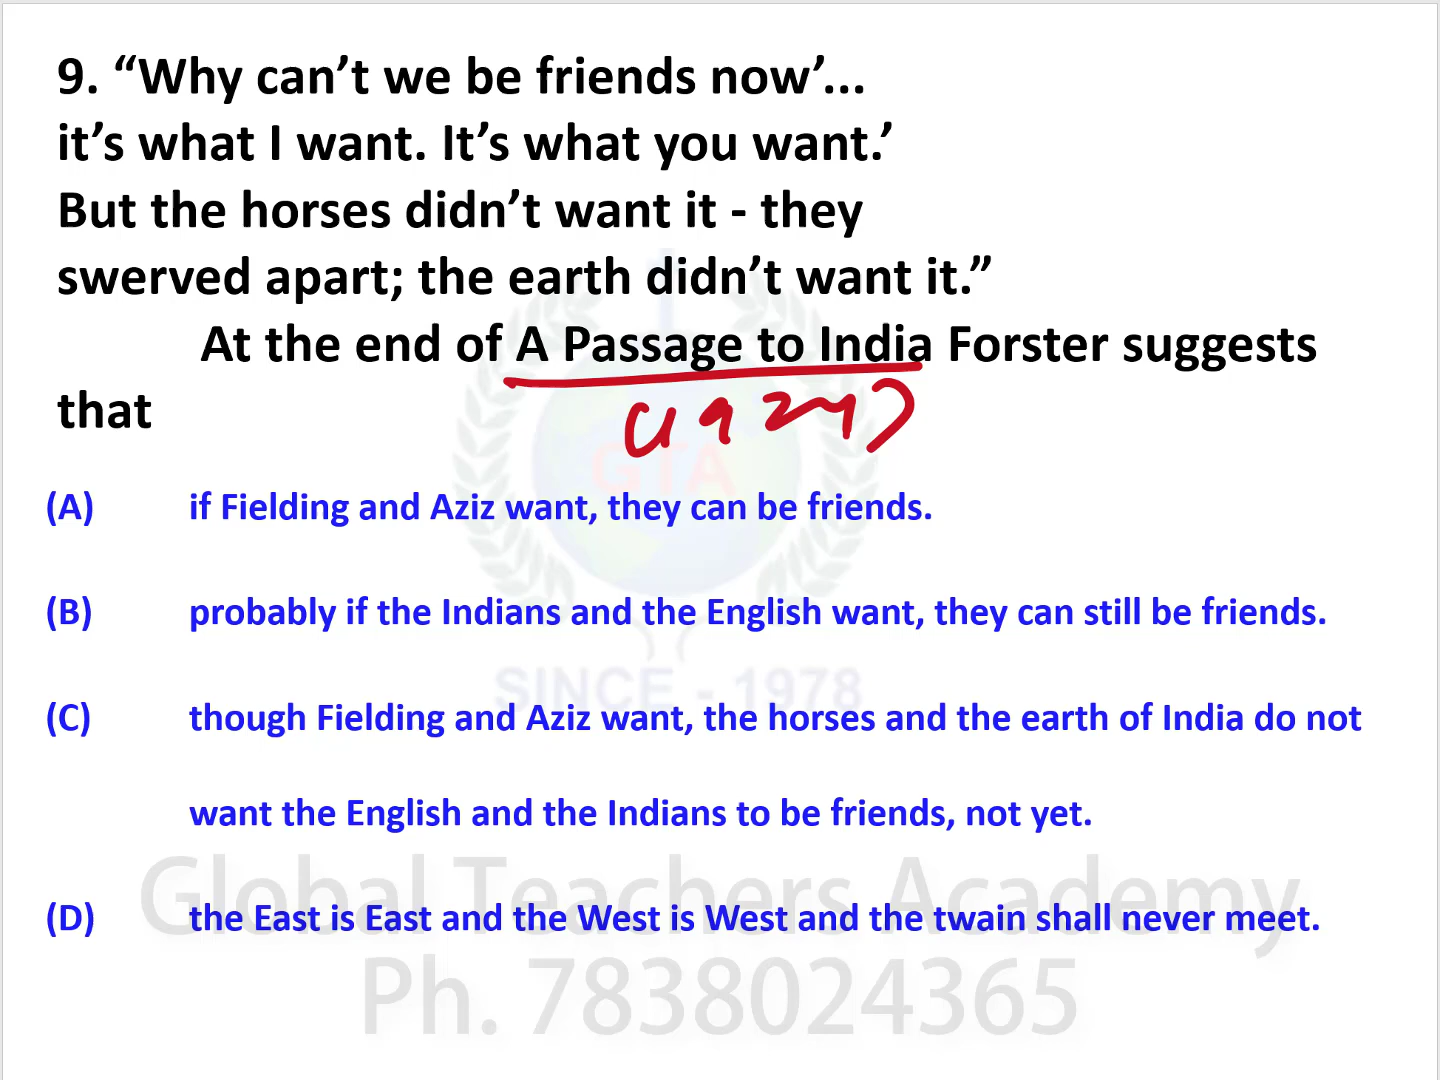 9. “Why can’t we be friends now’...
it’s what I want. It’s what you want.’
But the horses didn’t want it - they
swerved apart; the earth didn’t want it.”
At the end of A Passage to India Forster suggests
that
(1924)
GTA
(A) if Fielding and Aziz want, they can be friends.
(B) probably if the Indians and the English want, they can still be friends.
SINCE - 1978
(C) though Fielding and Aziz want, the horses and the earth of India do not
want the English and the Indians to be friends, not yet.
Global Teachers Academy
(D) the East is East and the West is West and the twain shall never meet.
Ph. 7838024365